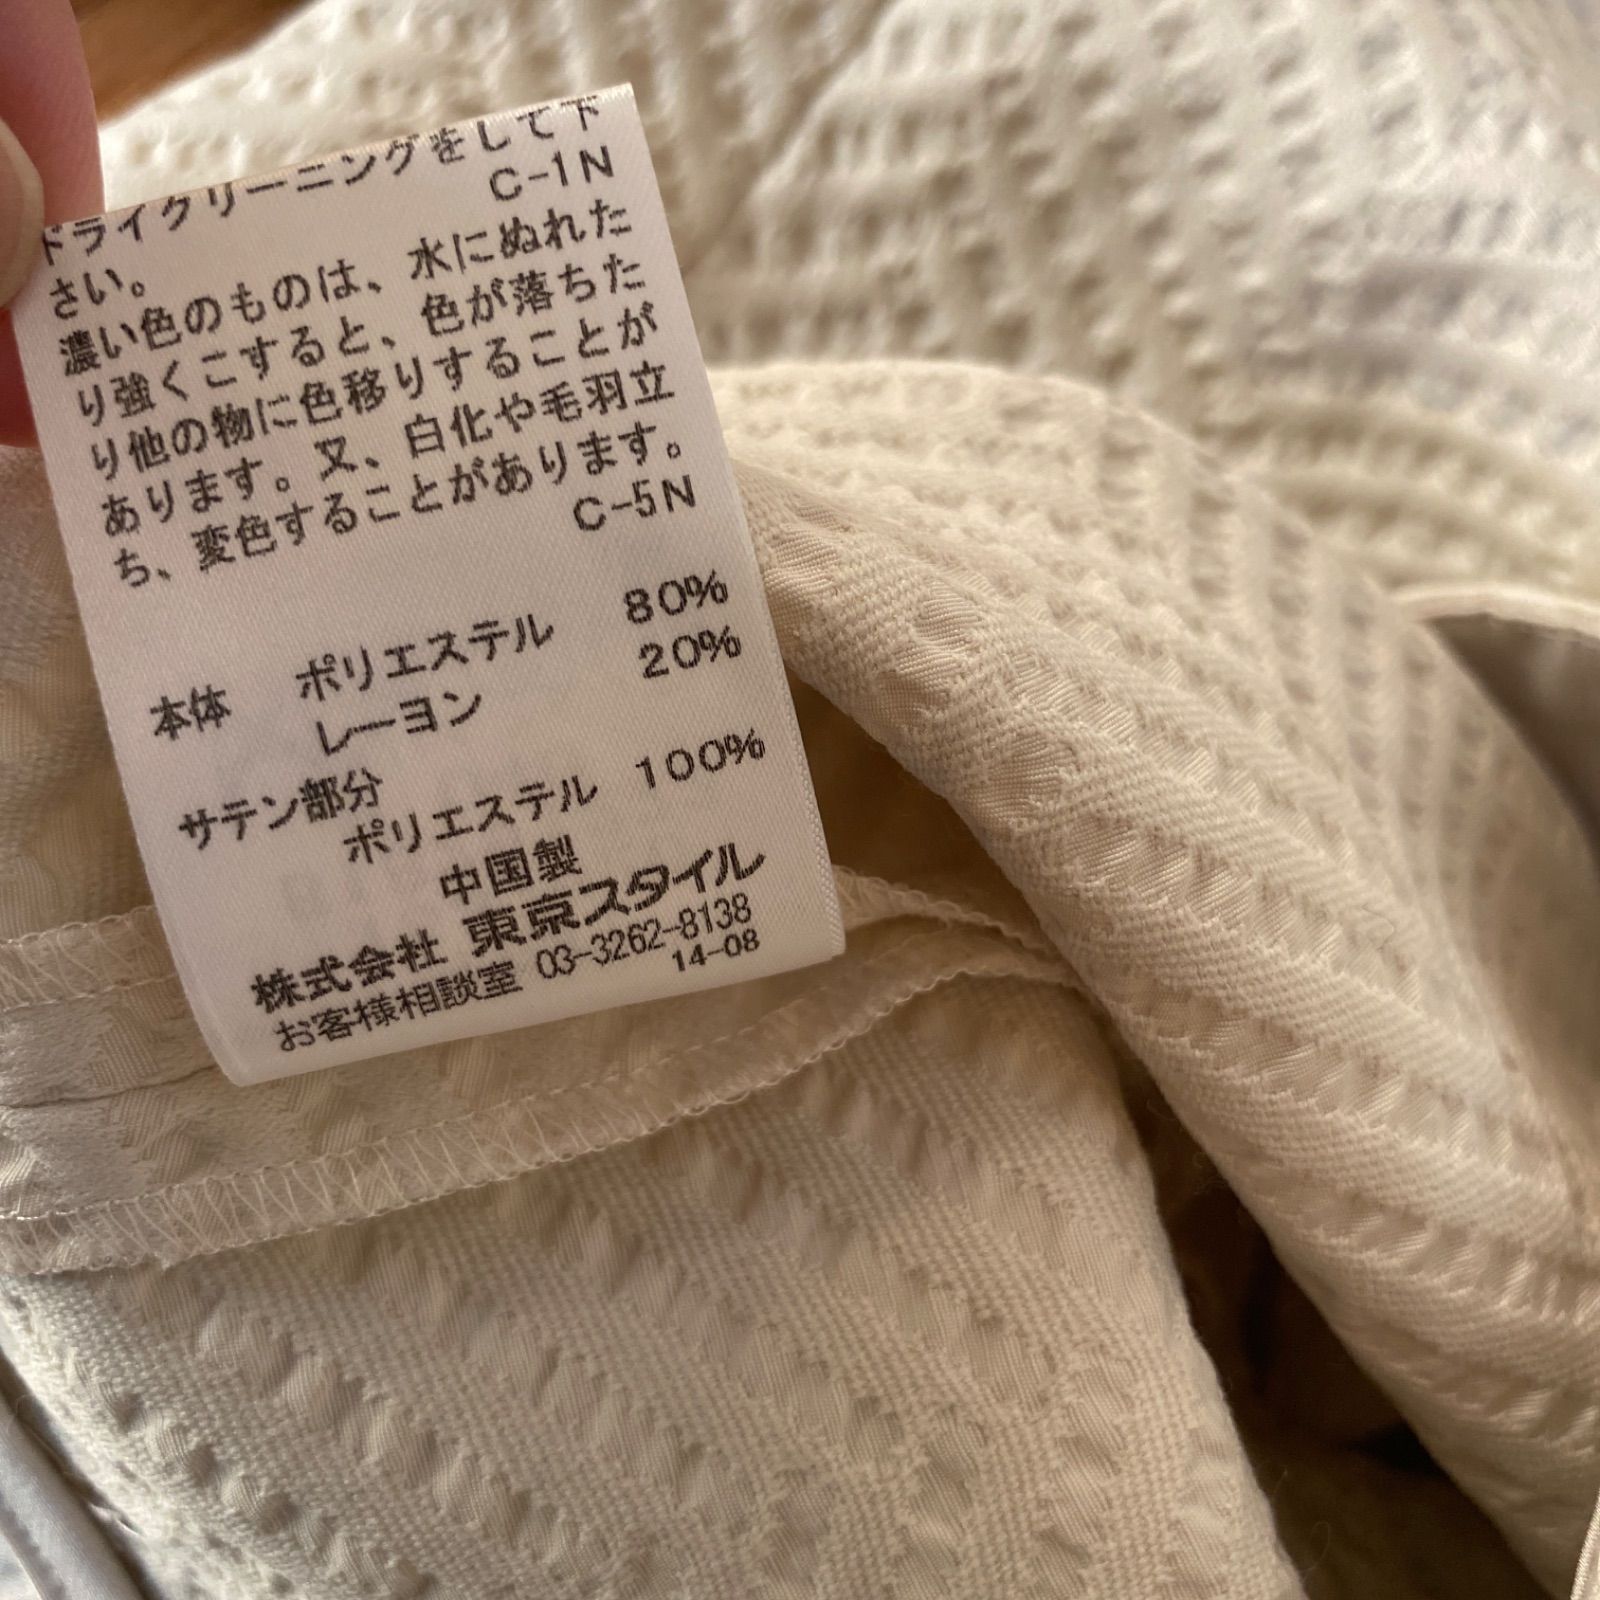 ドライクリーニングをして下
さい。 C-1N
濃い色のものは、水にぬれた
り強くこすると、色が落ちた
り他の物に色移りすることが
あります。又、白化や毛羽立
ち、変色することがあります。
C-5N
本体 ポリエステル 80%
レーヨン 20%
サテン部分
ポリエステル 100%
中国製
株式会社 東京スタイル
お客様相談室 03-3262-8138
14-08